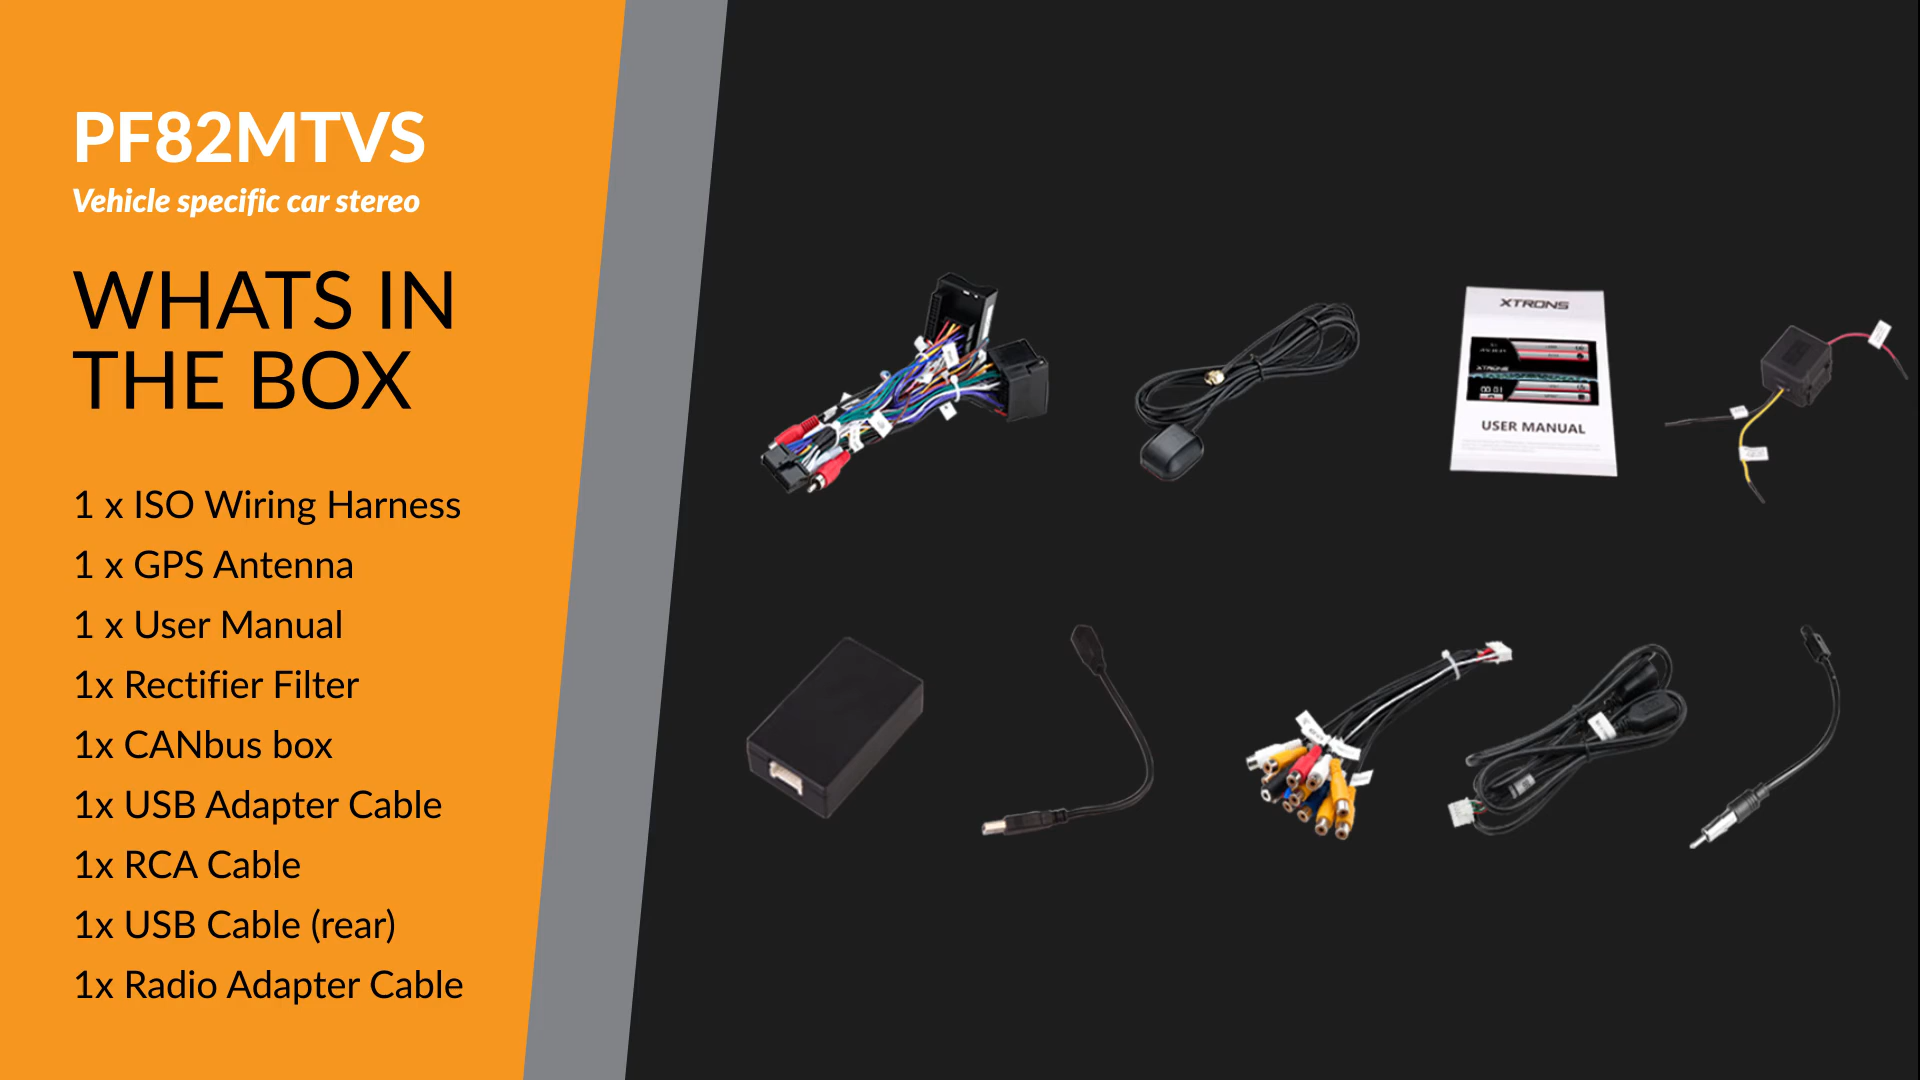 PF82MTVS
Vehicle specific car stereo
WHATS IN
THE BOX
1 x ISO Wiring Harness
1 x GPS Antenna
1 x User Manual
1x Rectifier Filter
1x CANbus box
1x USB Adapter Cable
1x RCA Cable
1x USB Cable (rear)
1x Radio Adapter Cable
XTRONS
XTRONS
USER MANUAL